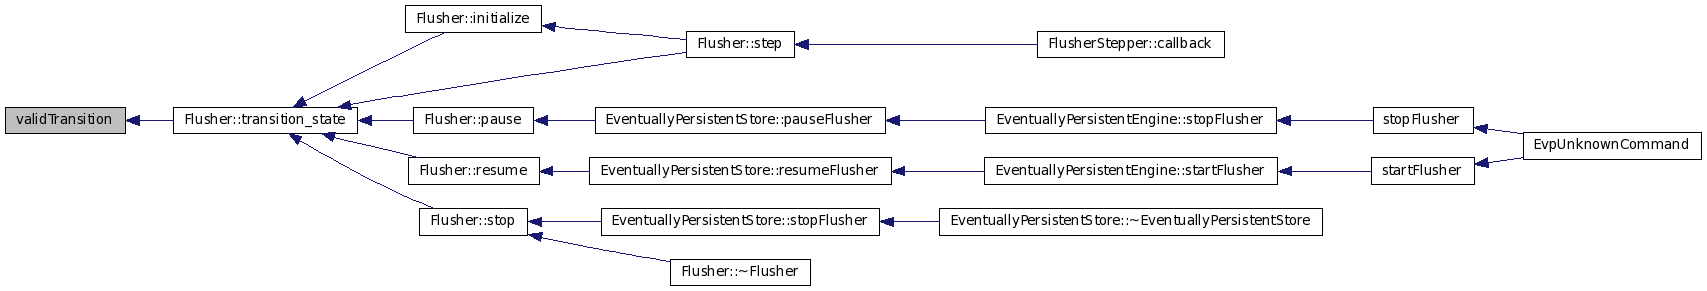 Flusher::initialize
Flusher::step
FlusherStepper::callback
validTransition
Flusher::transition_state
Flusher::pause
EventuallyPersistentStore::pauseFlusher
EventuallyPersistentEngine::stopFlusher
stopFlusher
EvpUnknownCommand
Flusher::resume
EventuallyPersistentStore::resumeFlusher
EventuallyPersistentEngine::startFlusher
startFlusher
Flusher::stop
EventuallyPersistentStore::stopFlusher
EventuallyPersistentStore::~EventuallyPersistentStore
Flusher::~Flusher